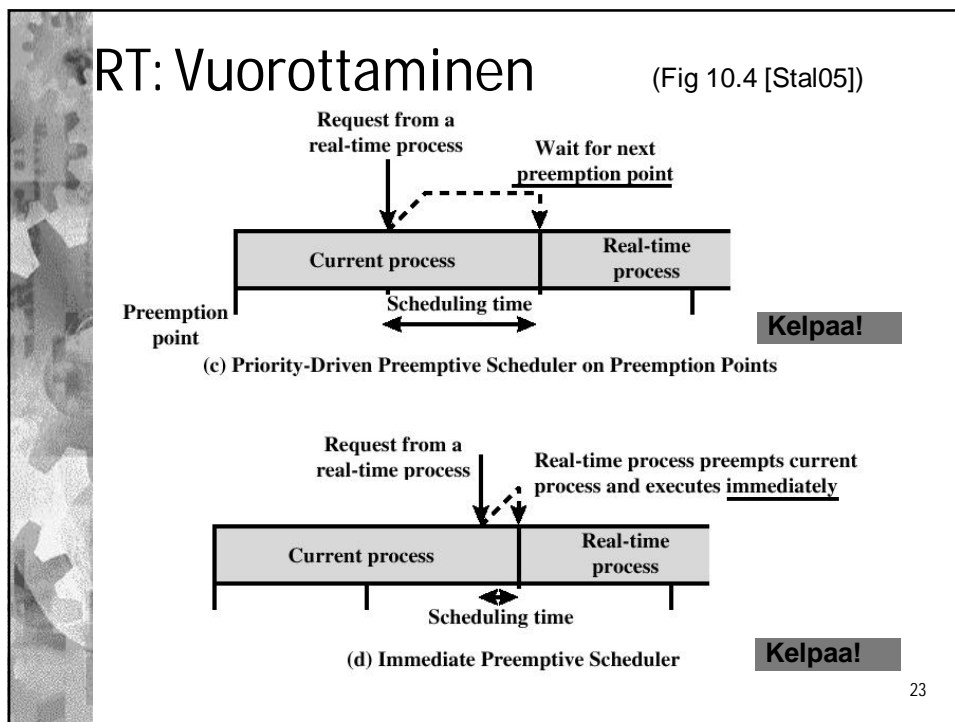 RT: Vuorottaminen
(Fig 10.4 [Stal05])
Request from a
real-time process
Wait for next
preemption point
Current process
Real-time
process
Preemption
point
Scheduling time
Kelpaa!
(c) Priority-Driven Preemptive Scheduler on Preemption Points
Request from a
real-time process
Real-time process preempts current
process and executes immediately
Current process
Real-time
process
Scheduling time
(d) Immediate Preemptive Scheduler
Kelpaa!
23